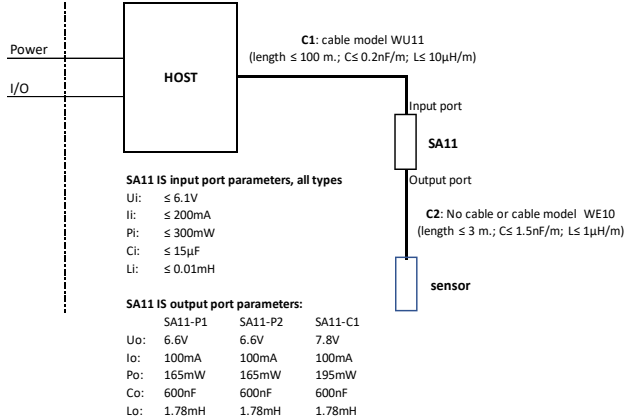 Power
I/O
HOST
C1: cable model WU11
(length ≤ 100 m.; C≤ 0.2nF/m; L≤ 10µH/m)
Input port
SA11
Output port
C2: No cable or cable model WE10
(length ≤ 3 m.; C≤ 1.5nF/m; L≤ 1µH/m)
sensor
SA11 IS input port parameters, all types
Ui: ≤ 6.1V
Ii: ≤ 200mA
Pi: ≤ 300mW
Ci: ≤ 15µF
Li: ≤ 0.01mH
SA11 IS output port parameters:
SA11-P1 SA11-P2 SA11-C1
Uo: 6.6V 6.6V 7.8V
Io: 100mA 100mA 100mA
Po: 165mW 165mW 195mW
Co: 600nF 600nF 600nF
Lo: 1.78mH 1.78mH 1.78mH